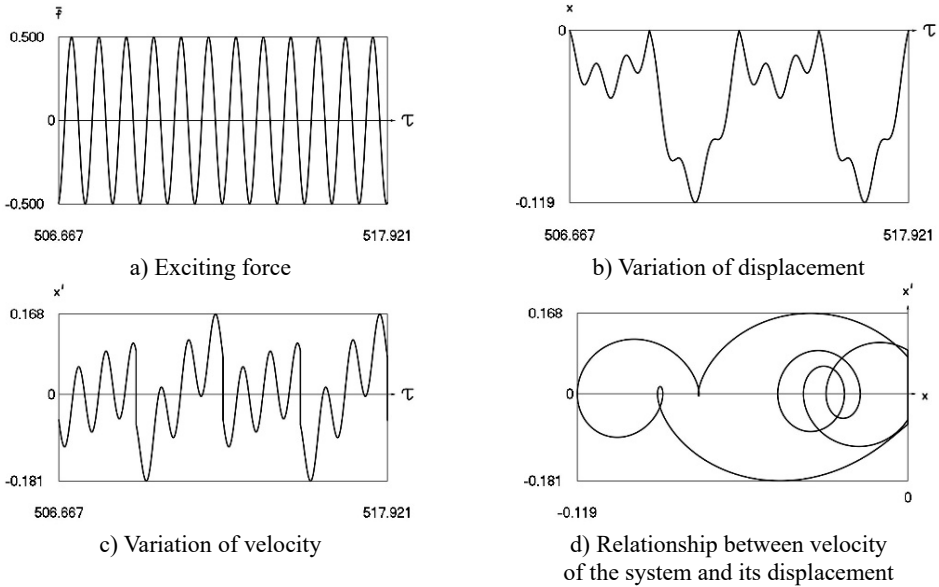 f̄
0.500
0
τ
-0.500
506.667
517.921
a) Exciting force
x
0
τ
-0.119
506.667
517.921
b) Variation of displacement
x'
0.168
0
τ
-0.181
506.667
517.921
c) Variation of velocity
x'
0.168
0
x
-0.181
0
-0.119
d) Relationship between velocity
of the system and its displacement